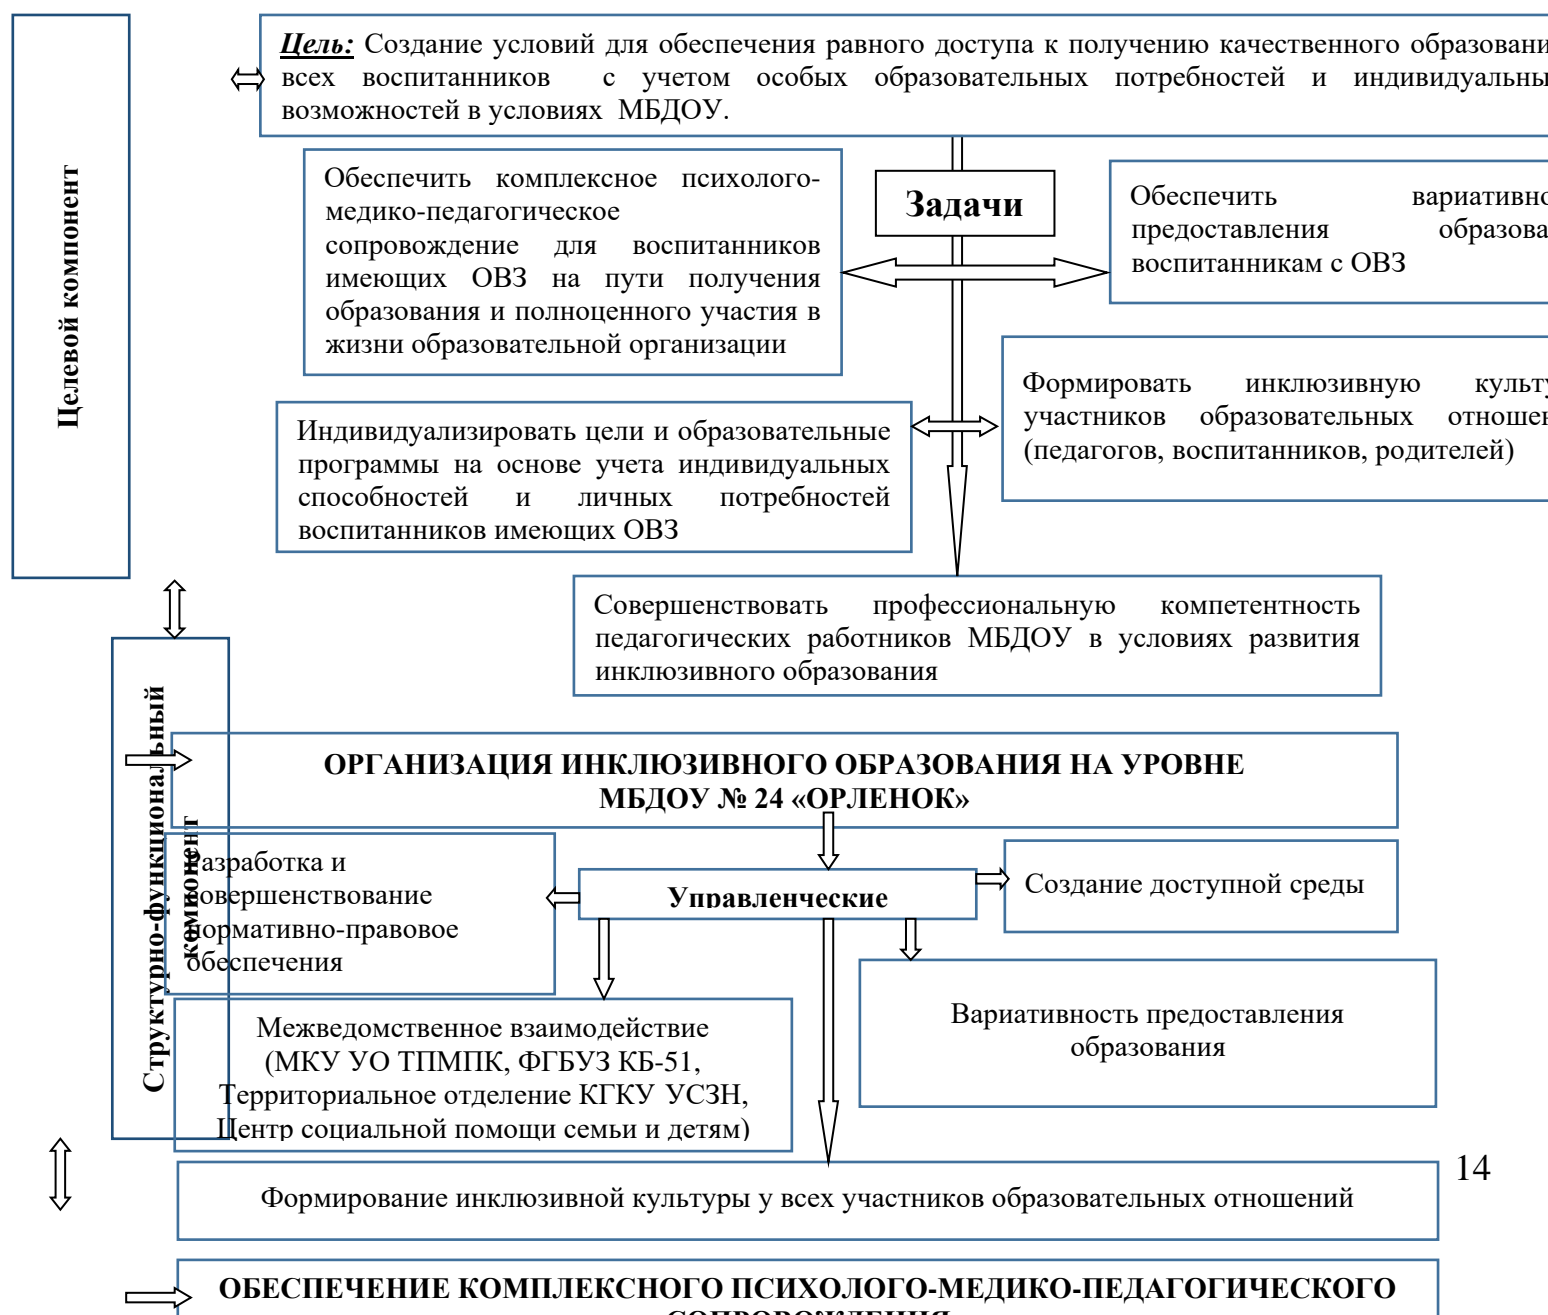 Целевой компонент
Цель: Создание условий для обеспечения равного доступа к получению качественного
всех воспитанников с учетом особых образовательных потребностей и
возможностей в условиях МБДОУ.
Задачи
Обеспечить комплексное психолого-
медико-педагогическое
сопровождение для воспитанников
имеющих ОВЗ на пути получения
образования и полноценного участия в
жизни образовательной организации
Обеспечить
предоставления
воспитанникам с ОВЗ
Индивидуализировать цели и образовательные
программы на основе учета индивидуальных
способностей и личных потребностей
воспитанников имеющих ОВЗ
Формировать инклюзивную
участников образовательных
(педагогов, воспитанников, родителей)
Совершенствовать профессиональную компетентность
педагогических работников МБДОУ в условиях развития
инклюзивного образования
Структурно-функциональный
компонент
ОРГАНИЗАЦИЯ ИНКЛЮЗИВНОГО ОБРАЗОВАНИЯ НА УРОВНЕ
МБДОУ № 24 «ОРЛЕНОК»
Управленческие
Разработка и
совершенствование
нормативно-правовое
обеспечения
Создание доступной среды
Межведомственное взаимодействие
(МКУ УО ТПМПК, ФГБУЗ КБ-51,
Территориальное отделение КГКУ УСЗН,
Центр социальной помощи семьи и детям)
Вариативность предоставления
образования
14
Формирование инклюзивной культуры у всех участников образовательных отношений
ОБЕСПЕЧЕНИЕ КОМПЛЕКСНОГО ПСИХОЛОГО-МЕДИКО-ПЕДАГОГИЧЕСКОГО